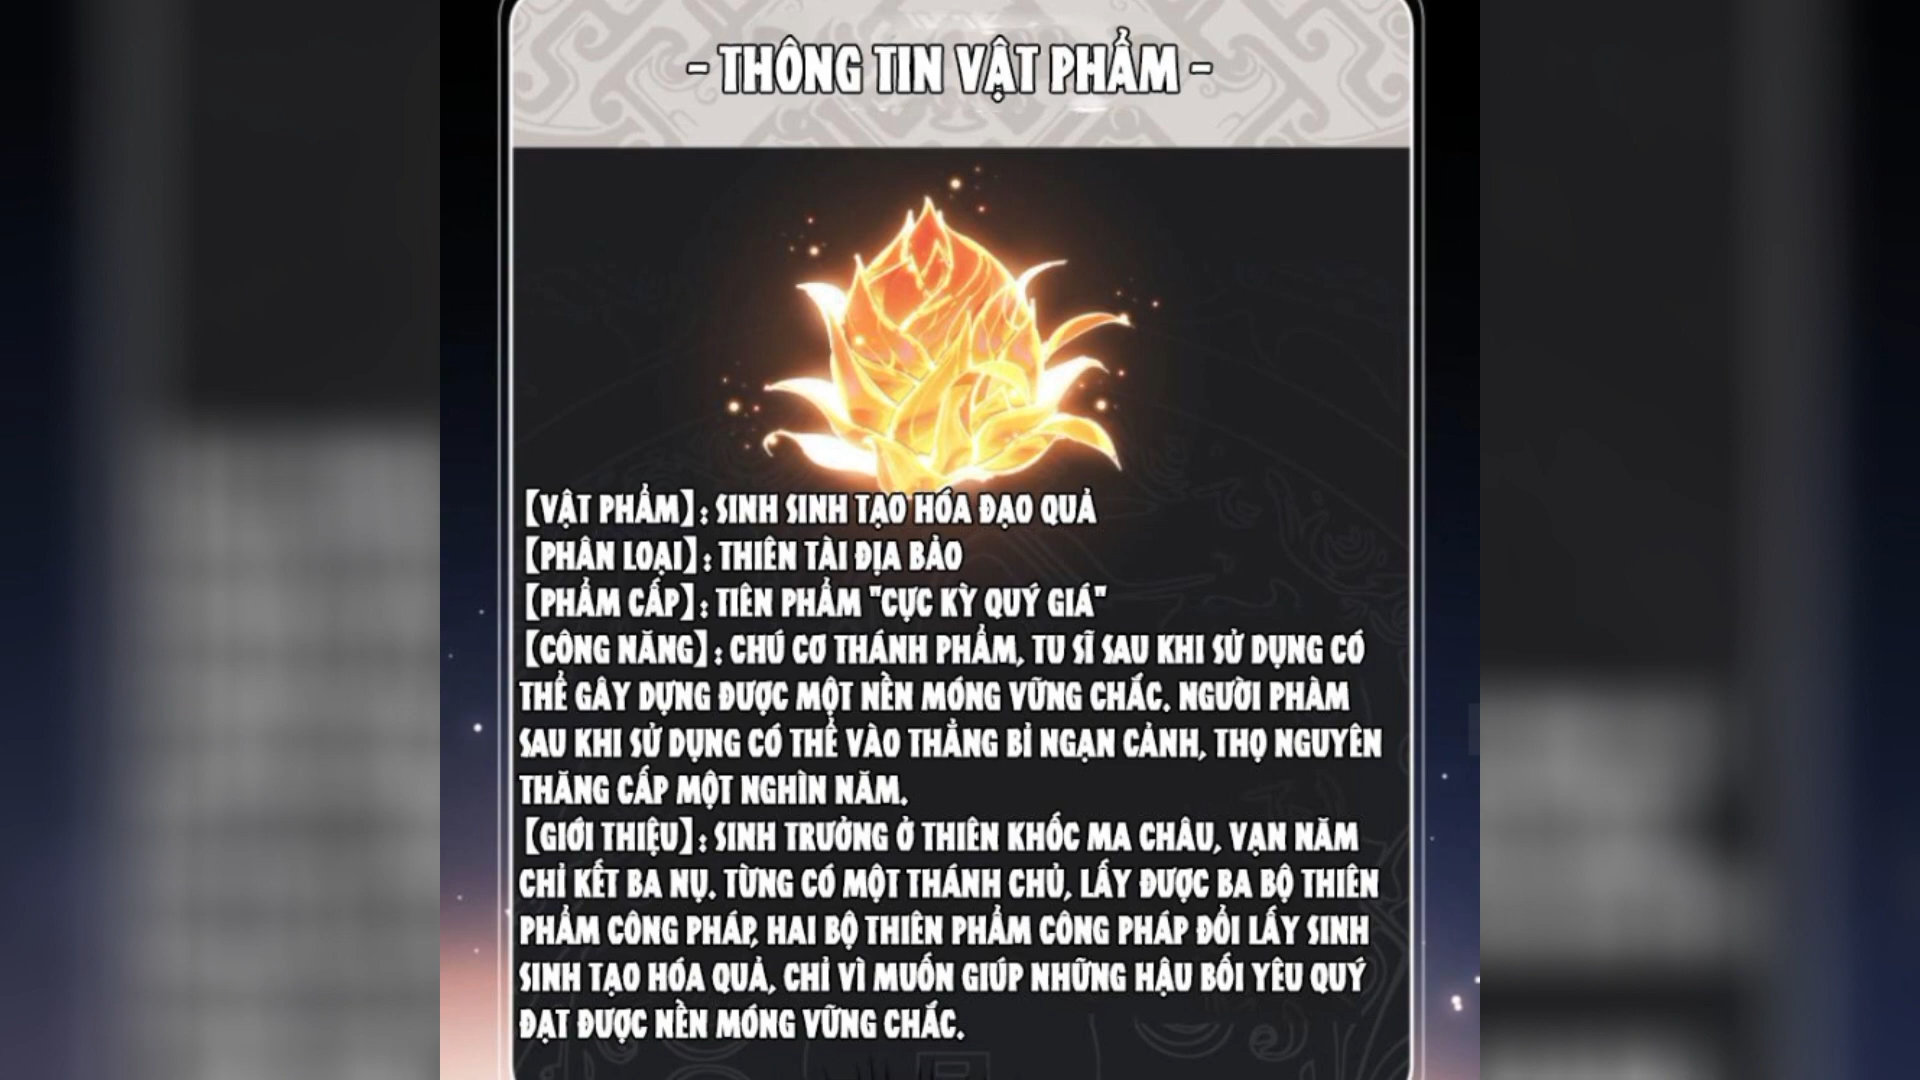 - THÔNG TIN VẬT PHẨM -
【VẬT PHẨM】: SINH SINH TẠO HÓA ĐẠO QUẢ
【PHÂN LOẠI】: THIÊN TÀI ĐỊA BẢO
【PHẨM CẤP】: TIÊN PHẨM "CỰC KỲ QUÝ GIÁ"
【CÔNG NĂNG】: CHÚ CƠ THÁNH PHẨM, TU SĨ SAU KHI SỬ DỤNG CÓ
THỂ GÂY DỰNG ĐƯỢC MỘT NỀN MÓNG VỮNG CHẮC. NGƯỜI PHÀM
SAU KHI SỬ DỤNG CÓ THỂ VÀO THẲNG BỈ NGẠN CẢNH, THỌ NGUYÊN
THĂNG CẤP MỘT NGHÌN NĂM.
【GIỚI THIỆU】: SINH TRƯỞNG Ở THIÊN KHỐC MA CHÂU, VẠN NĂM
CHỈ KẾT BA NỤ. TỪNG CÓ MỘT THÁNH CHỦ, LẤY ĐƯỢC BA BỘ THIÊN
PHẨM CÔNG PHÁP, HAI BỘ THIÊN PHẨM CÔNG PHÁP ĐỔI LẤY SINH
SINH TẠO HÓA QUẢ, CHỈ VÌ MUỐN GIÚP NHỮNG HẬU BỐI YÊU QUÝ
ĐẠT ĐƯỢC NỀN MÓNG VỮNG CHẮC.